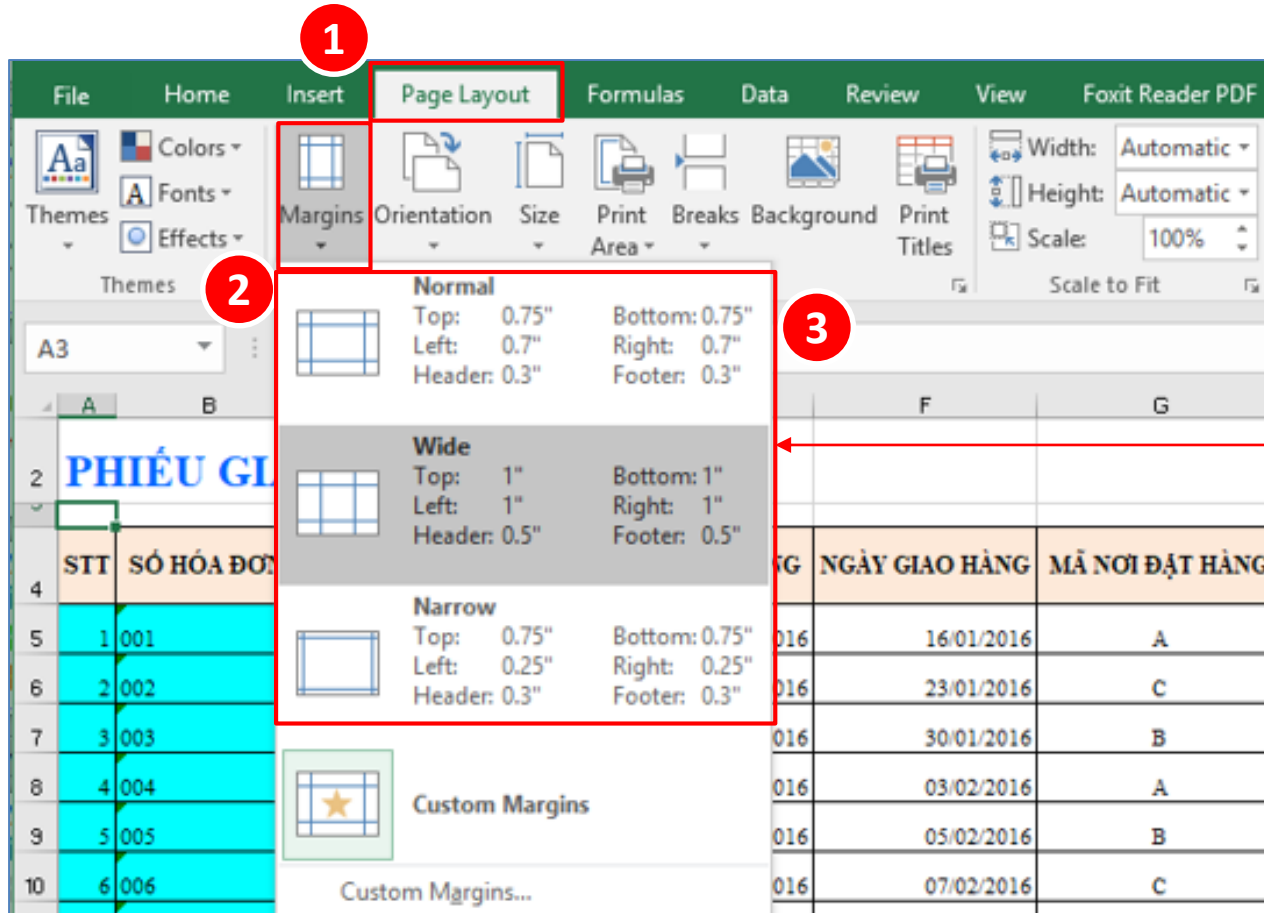 1
File Home Insert Page Layout Formulas Data Review View Foxit Reader PDF
Aa Colors Width: Automatic
A Fonts Height: Automatic
Themes Margins Orientation Size Print Breaks Background Print
Effects Area Titles Scale: 100%
Themes Scale to Fit
2
3
A3
Normal
Top: 0.75" Bottom: 0.75"
Left: 0.7" Right: 0.7"
Header: 0.3" Footer: 0.3"
Wide
Top: 1" Bottom: 1"
Left: 1" Right: 1"
Header: 0.5" Footer: 0.5"
Narrow
Top: 0.75" Bottom: 0.75"
Left: 0.25" Right: 0.25"
Header: 0.3" Footer: 0.3"
Custom Margins
Custom Margins...
A B F G
2 PHIẾU
4 STT SỐ HÓA ĐƠN NGÀY GIAO HÀNG MÃ NƠI ĐẶT HÀNG
5 1 001 016 16/01/2016 A
6 2 002 016 23/01/2016 C
7 3 003 016 30/01/2016 B
8 4 004 016 03/02/2016 A
9 5 005 016 05/02/2016 B
10 6 006 016 07/02/2016 C